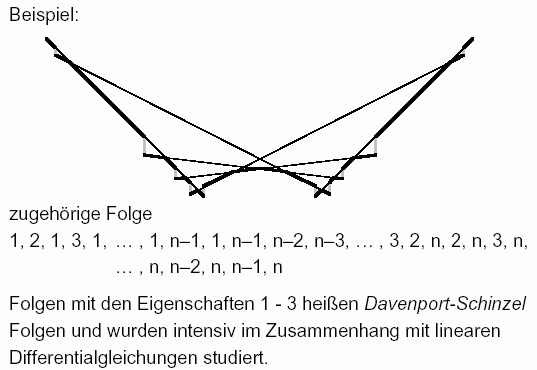 Beispiel:
zugehörige Folge
1, 2, 1, 3, 1, … , 1, n–1, 1, n–1, n–2, n–3, … , 3, 2, n, 2, n, 3, n,
… , n, n–2, n, n–1, n
Folgen mit den Eigenschaften 1 - 3 heißen Davenport-Schinzel
Folgen und wurden intensiv im Zusammenhang mit linearen
Differentialgleichungen studiert.